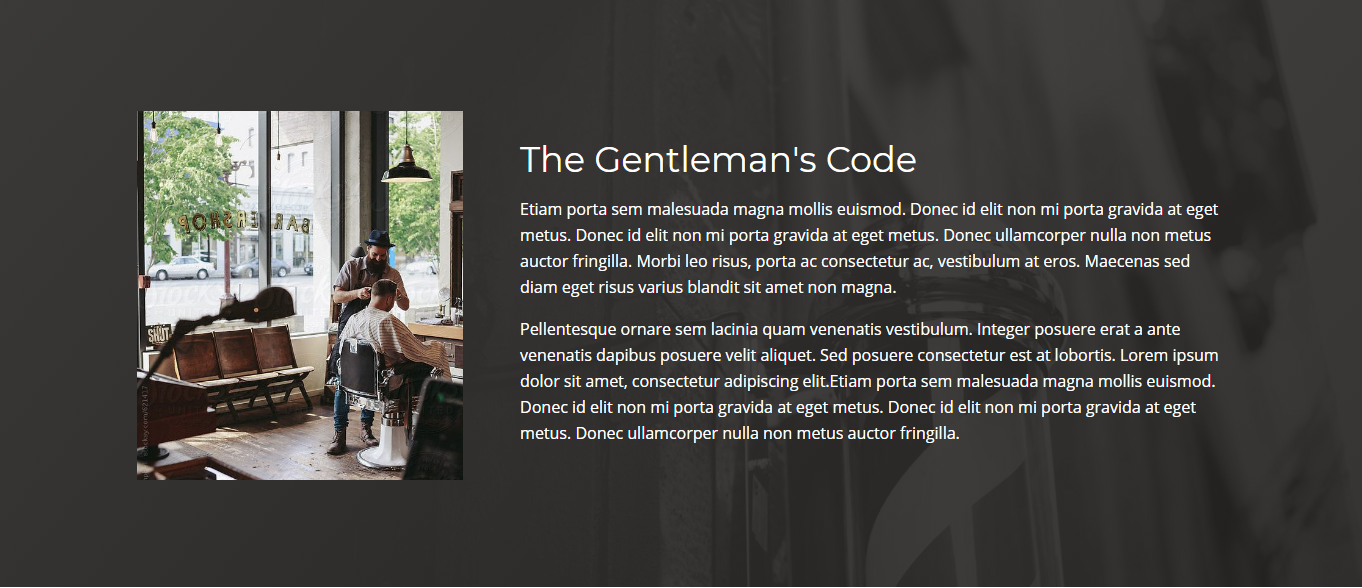 The Gentleman's Code
Etiam porta sem malesuada magna mollis euismod. Donec id elit non mi porta gravida at eget
metus. Donec id elit non mi porta gravida at eget metus. Donec ullamcorper nulla non metus
auctor fringilla. Morbi leo risus, porta ac consectetur ac, vestibulum at eros. Maecenas sed
diam eget risus varius blandit sit amet non magna.
Pellentesque ornare sem lacinia quam venenatis vestibulum. Integer posuere erat a ante
venenatis dapibus posuere velit aliquet. Sed posuere consectetur est at lobortis. Lorem ipsum
dolor sit amet, consectetur adipiscing elit.Etiam porta sem malesuada magna mollis euismod.
Donec id elit non mi porta gravida at eget metus. Donec id elit non mi porta gravida at eget
metus. Donec ullamcorper nulla non metus auctor fringilla.
BARBERSHOP